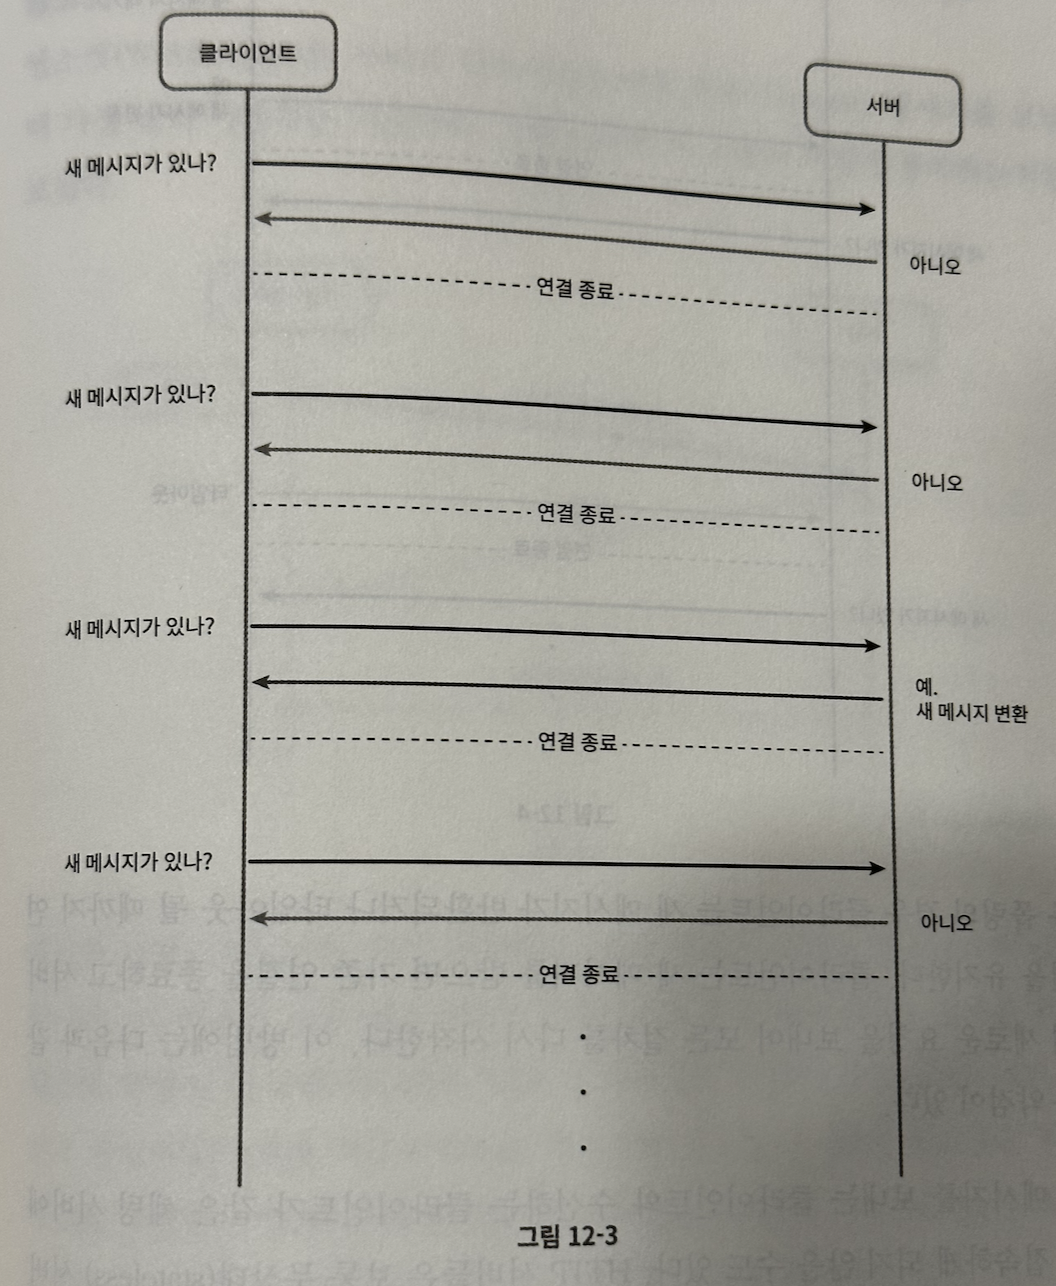 클라이언트
서버
새 메시지가 있나?
아니오
연결 종료
새 메시지가 있나?
아니오
연결 종료
새 메시지가 있나?
예.
새 메시지 변환
연결 종료
새 메시지가 있나?
아니오
연결 종료
그림 12-3